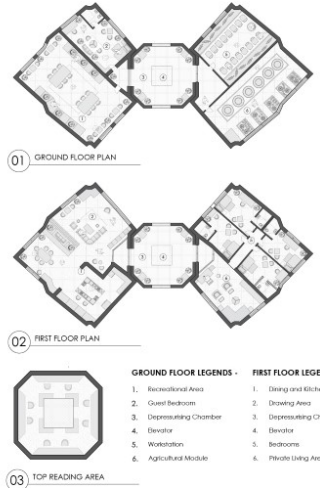 01 GROUND FLOOR PLAN
02 FIRST FLOOR PLAN
GROUND FLOOR LEGENDS -
1. Recreational Area
2. Guest Bedroom
3. Depressurising Chamber
4. Elevator
5. Workstation
6. Agricultural Module
FIRST FLOOR LEGE
1. Dining and Kitche
2. Drawing Area
3. Depressurising Ch
4. Elevator
5. Bedrooms
6. Private Living Are
03 TOP READING AREA